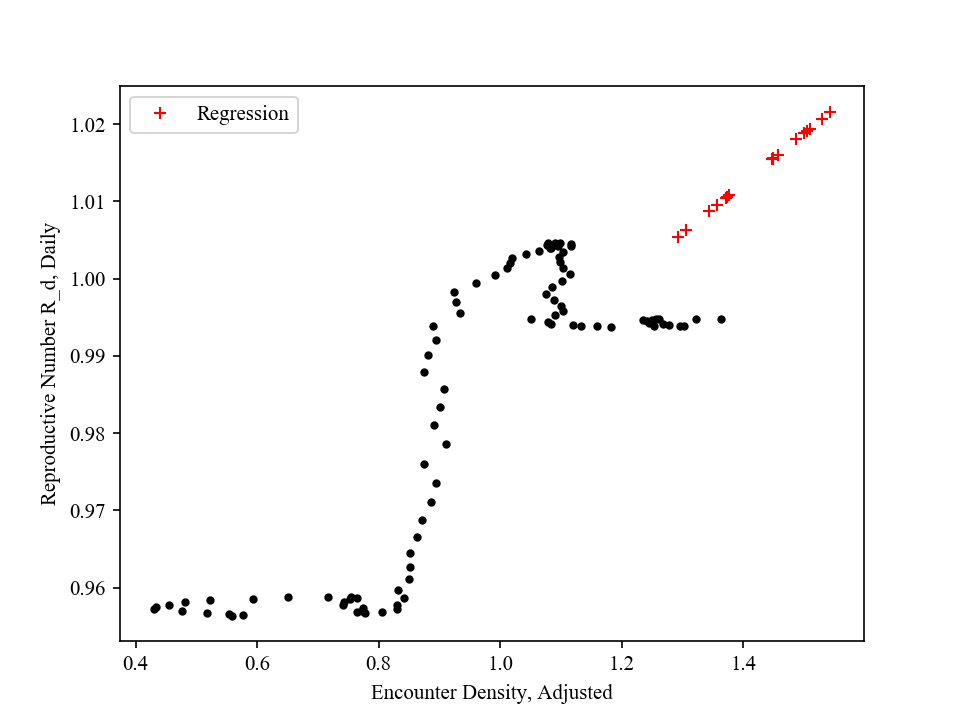 Regression
1.02
1.01
1.00
0.99
0.98
0.97
0.96
Reproductive Number R_d, Daily
0.4 0.6 0.8 1.0 1.2 1.4
Encounter Density, Adjusted